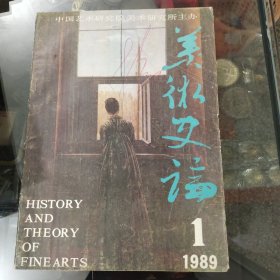 中国艺术研究院美术研究所主办
美術史論
HISTORY
AND
THEORY
OF
FINE ARTS
1
1989